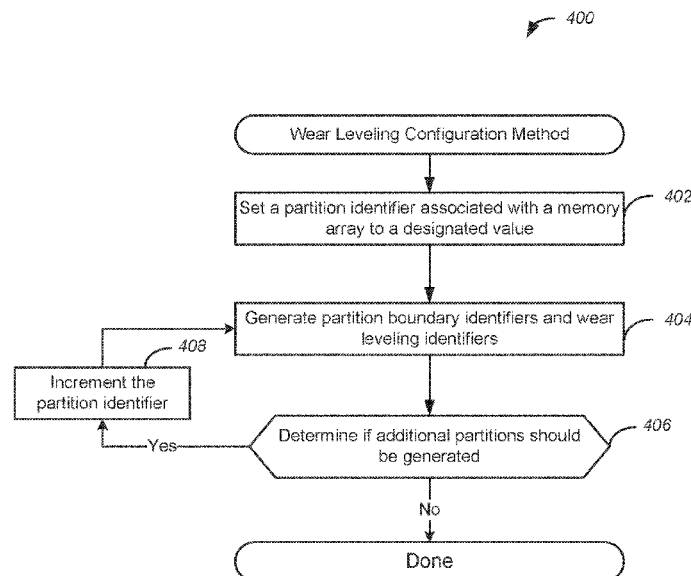 400
Wear Leveling Configuration Method
Set a partition identifier associated with a memory
array to a designated value
402
Generate partition boundary identifiers and wear
leveling identifiers
404
408
Increment the
partition identifier
Determine if additional partitions should
be generated
406
Yes
No
Done